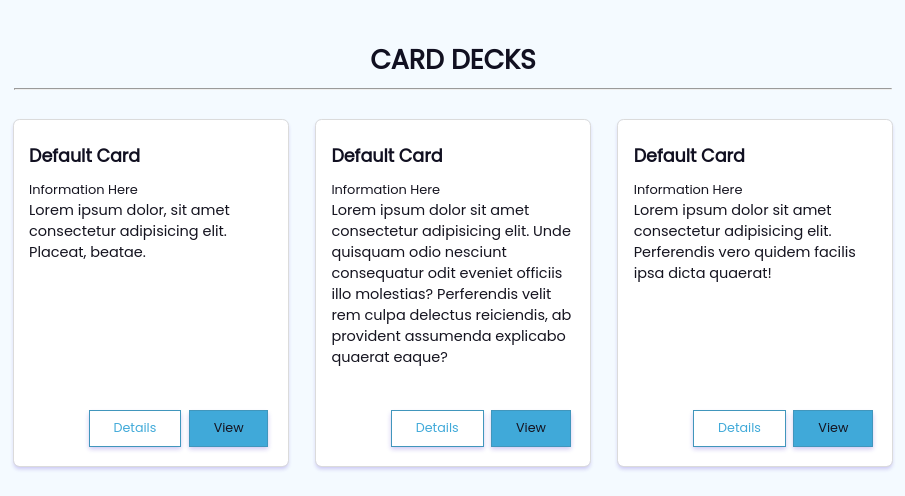 CARD DECKS
Default Card
Information Here
Lorem ipsum dolor, sit amet
consectetur adipisicing elit.
Placeat, beatae.
Details
View
Default Card
Information Here
Lorem ipsum dolor sit amet
consectetur adipisicing elit. Unde
quisquam odio nesciunt
consequatur odit eveniet officiis
illo molestias? Perferendis velit
rem culpa delectus reiciendis, ab
provident assumenda explicabo
quaerat eaque?
Details
View
Default Card
Information Here
Lorem ipsum dolor sit amet
consectetur adipisicing elit.
Perferendis vero quidem facilis
ipsa dicta quaerat!
Details
View